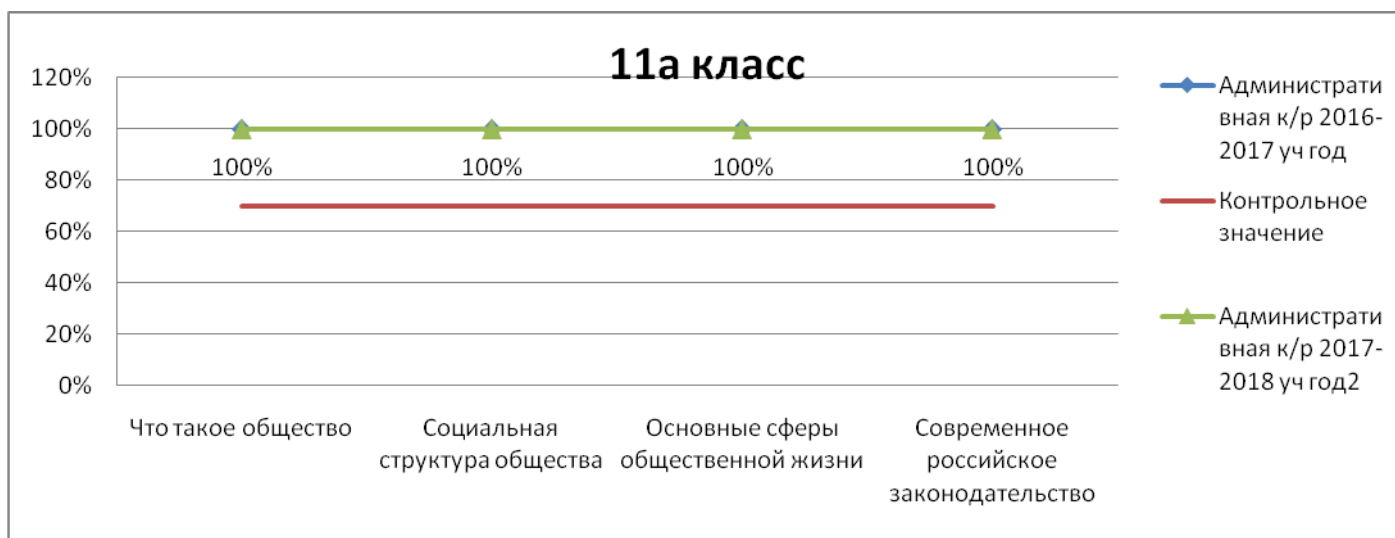 11а класс
120%
100%
80%
60%
40%
20%
0%
100% 100% 100% 100%
Что такое общество
Социальная
структура общества
Основные сферы
общественной жизни
Современное
российское
законодательство
Администрати
вная к/р 2016-
2017 уч год
Контрольное
значение
Администрати
вная к/р 2017-
2018 уч год2